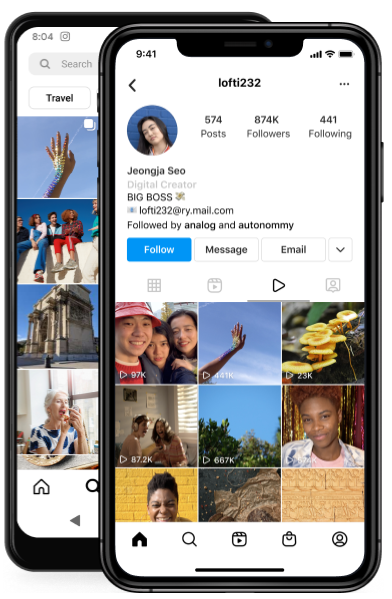 8:04
Search
Travel
9:41
lofti232
574
874K
441
Posts
Followers
Following
Jeongja Seo
Digital Creator
BIG BOSS
lofti232@ry.mail.com
Followed by analog and autonommy
Follow
Message
Email
97K
441K
23K
87.2K
667K